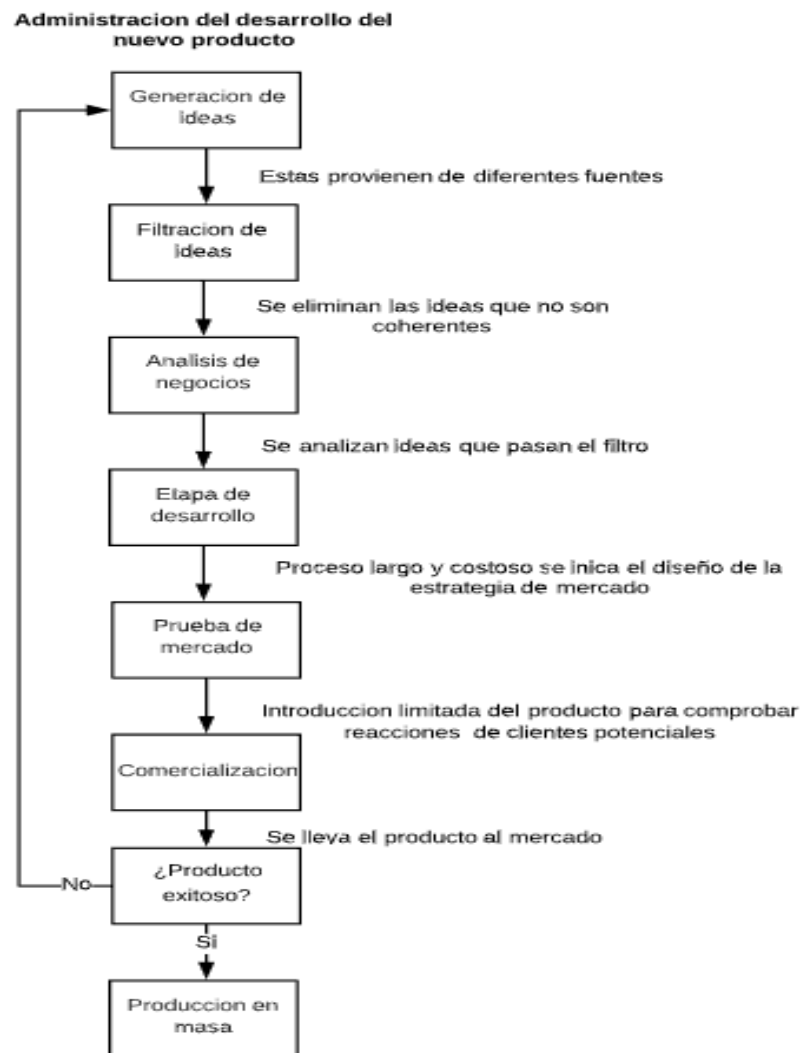 Administracion del desarrollo del
nuevo producto
Generacion de
ideas
Estas provienen de diferentes fuentes
Filtracion de
ideas
Se eliminan las ideas que no son
coherentes
Analisis de
negocios
Se analizan ideas que pasan el filtro
Etapa de
desarrollo
Proceso largo y costoso se inica el diseño de la
estrategia de mercado
Prueba de
mercado
Introduccion limitada del producto para comprobar
reacciones de clientes potenciales
Comercializacion
Se lleva el producto al mercado
¿Producto
exitoso?
No
Si
Produccion en
masa